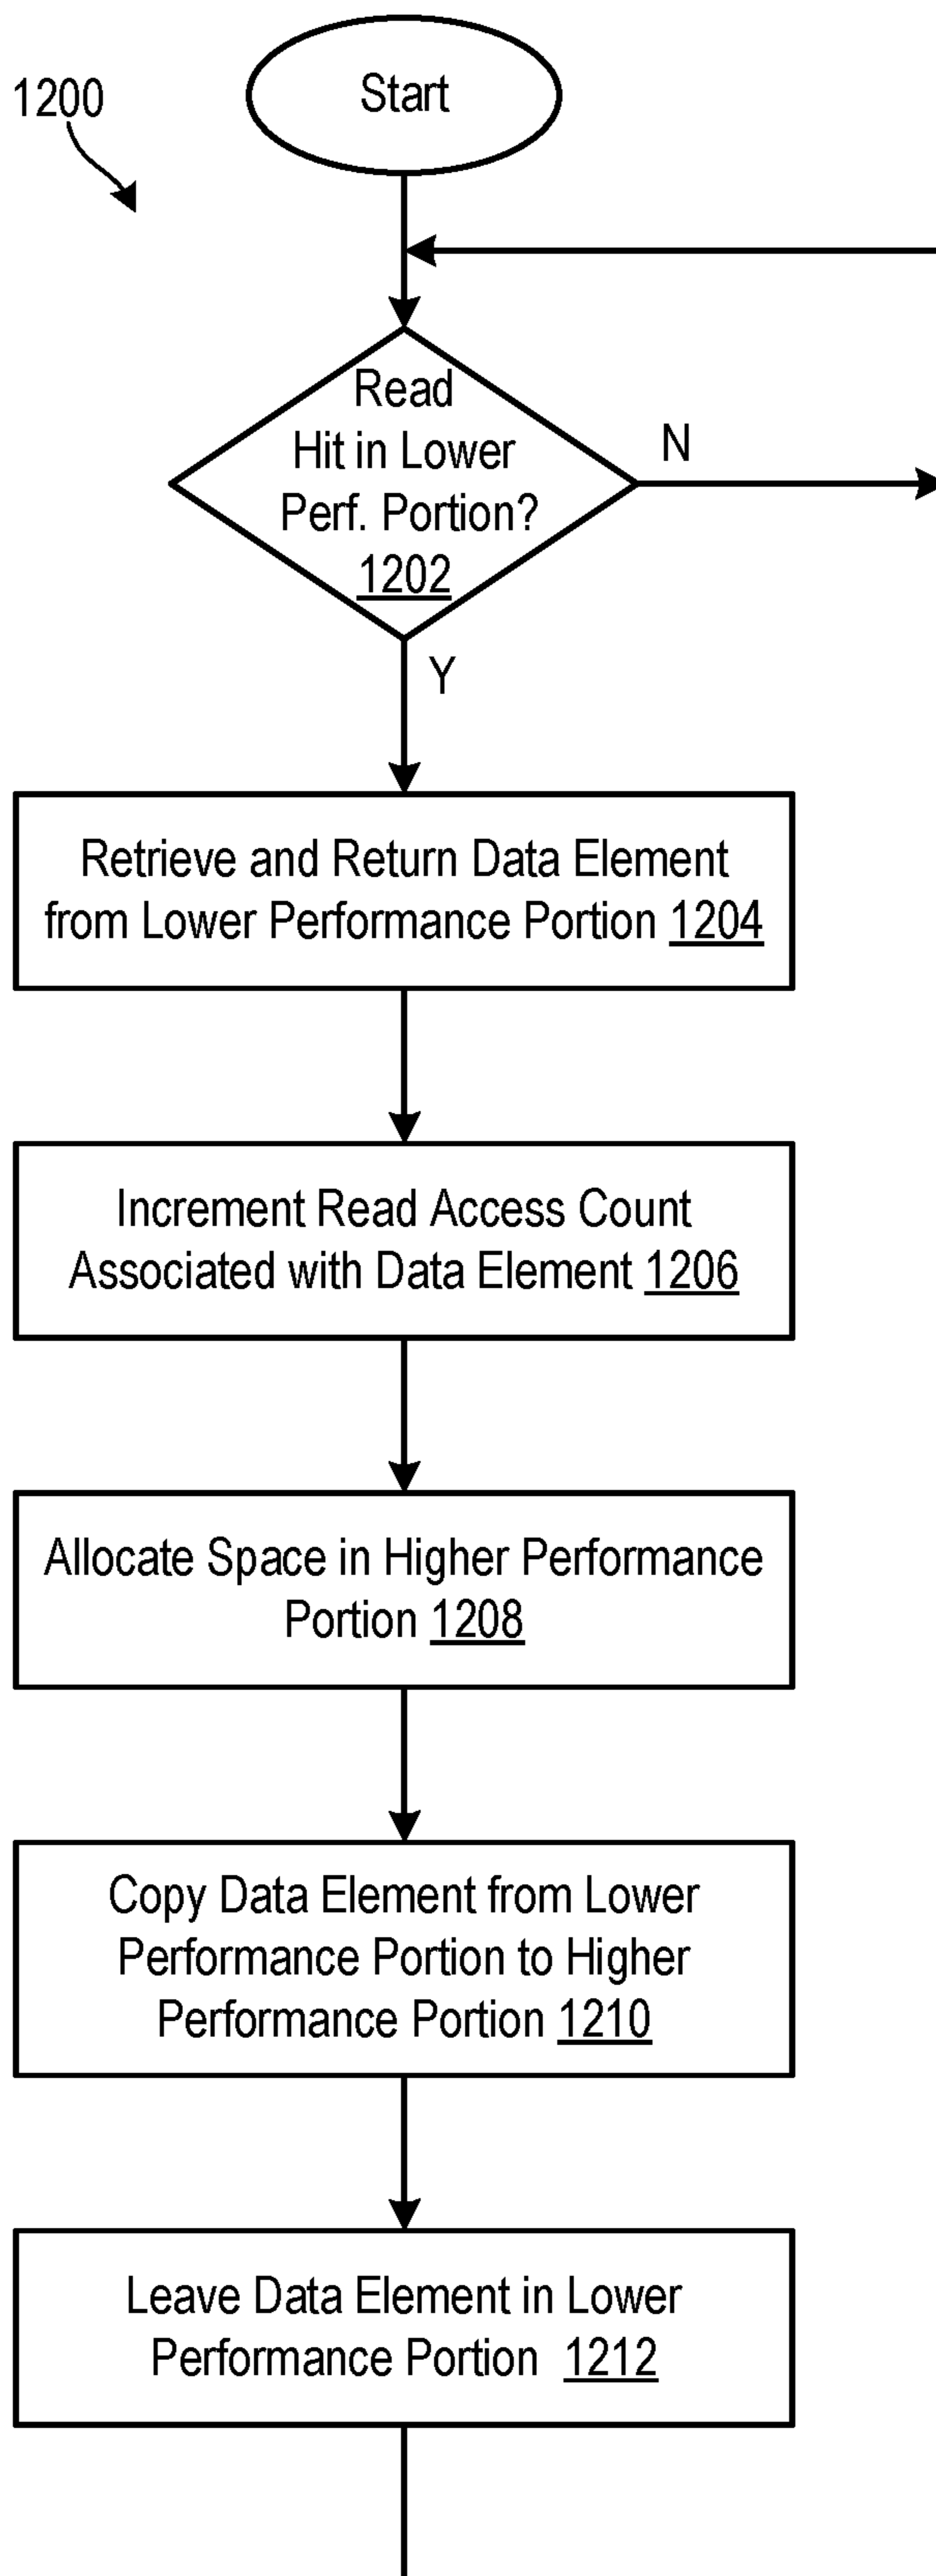 Start
1200
Read
Hit in Lower
Perf. Portion?
1202
N
Y
Retrieve and Return Data Element
from Lower Performance Portion 1204
Increment Read Access Count
Associated with Data Element 1206
Allocate Space in Higher Performance
Portion 1208
Copy Data Element from Lower
Performance Portion to Higher
Performance Portion 1210
Leave Data Element in Lower
Performance Portion 1212